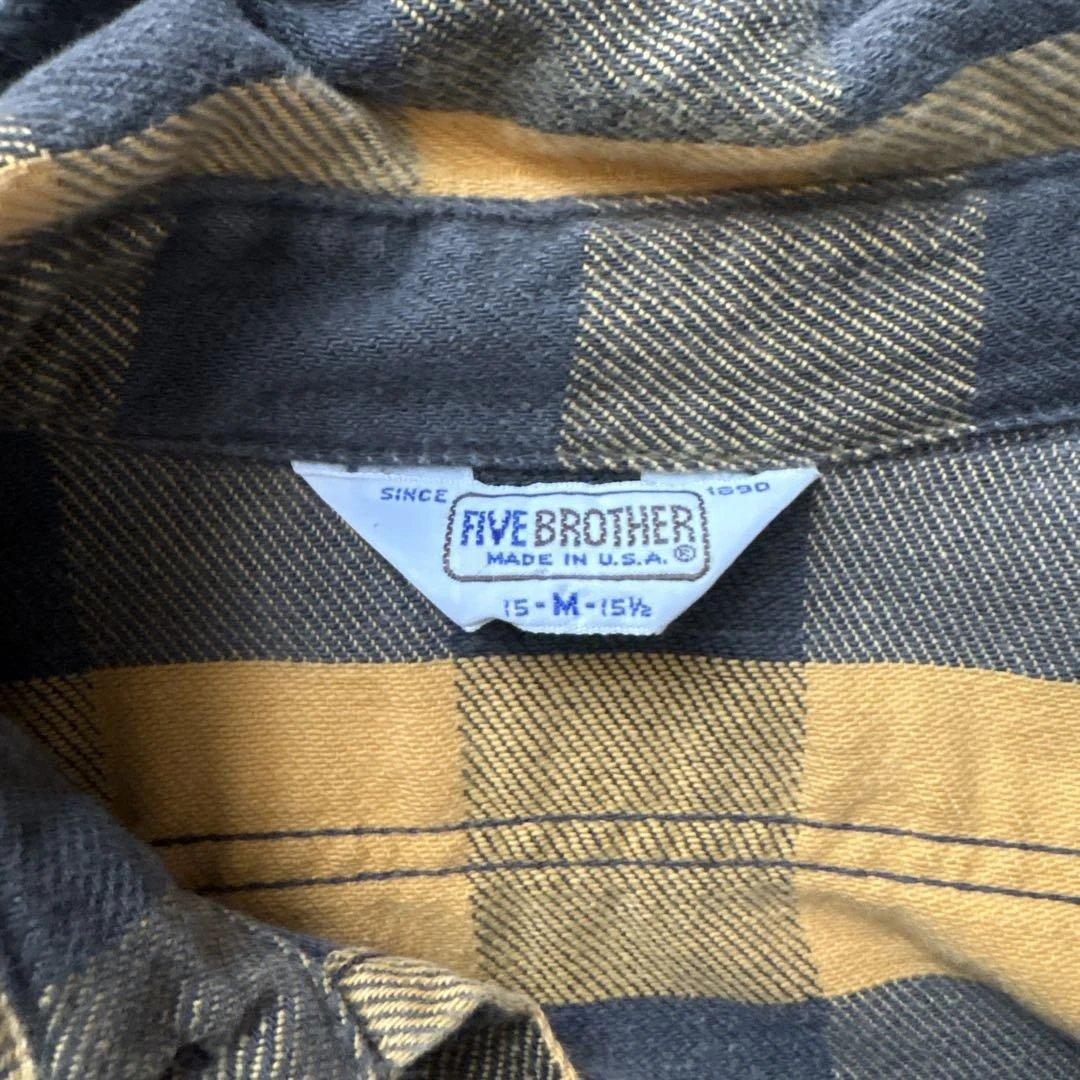 SINCE 1890
FIVE BROTHER
MADE IN U.S.A.®
15-M-15½